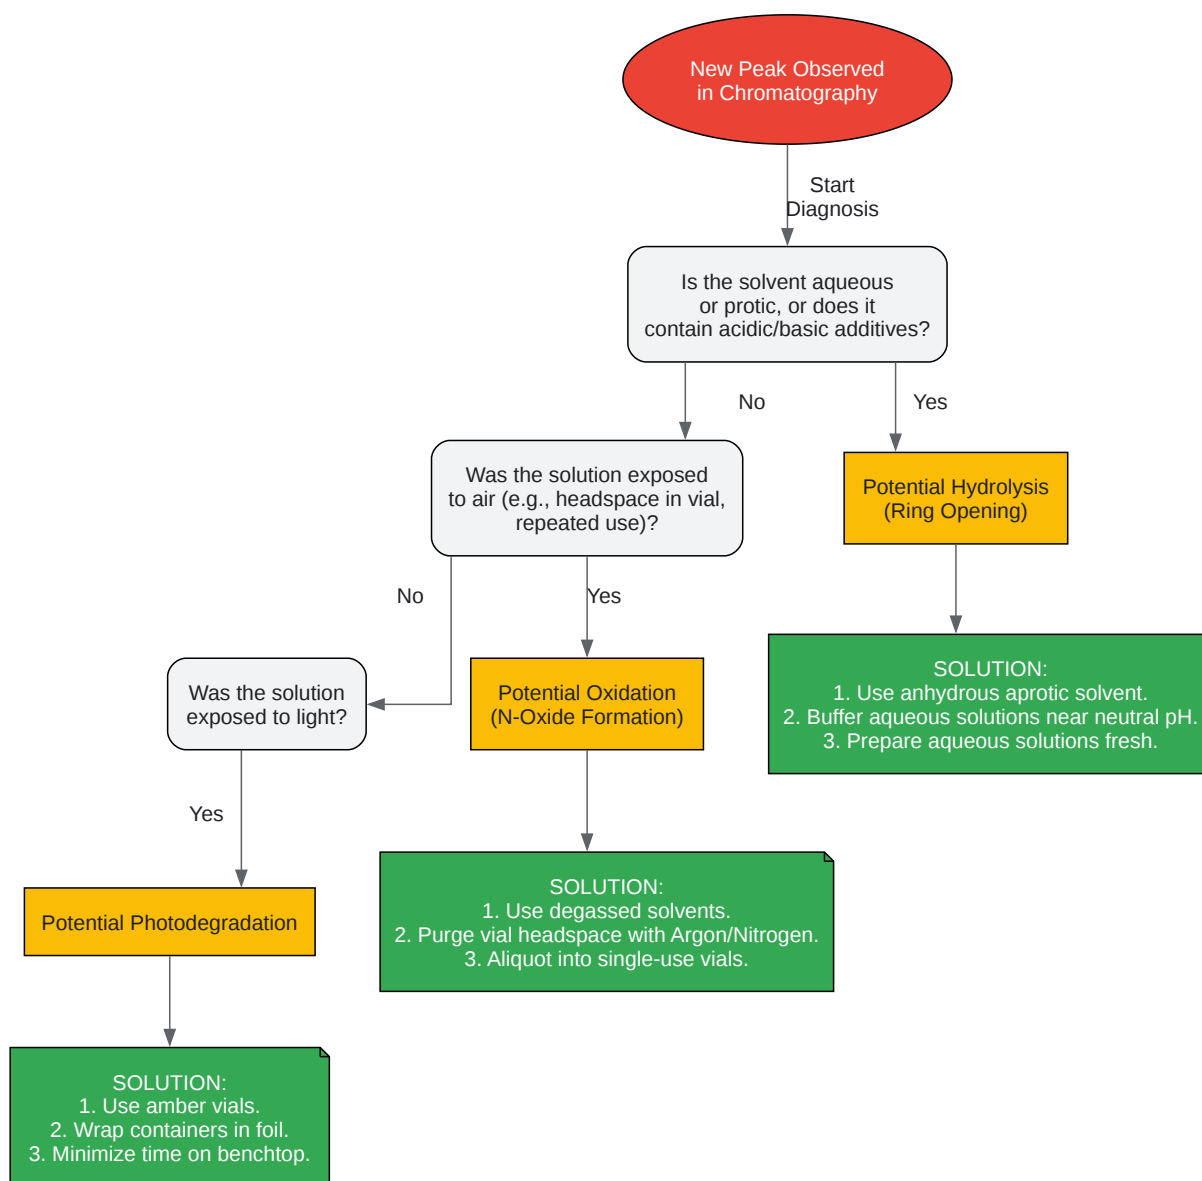 New Peak Observed
in Chromatography
Start
Diagnosis
Is the solvent aqueous
or protic, or does it
contain acidic/basic additives?
No
Yes
Was the solution exposed
to air (e.g., headspace in vial,
repeated use)?
Potential Hydrolysis
(Ring Opening)
No
Yes
Was the solution
exposed to light?
Potential Oxidation
(N-Oxide Formation)
SOLUTION:
1. Use anhydrous aprotic solvent.
2. Buffer aqueous solutions near neutral pH.
3. Prepare aqueous solutions fresh.
Yes
Potential Photodegradation
SOLUTION:
1. Use degassed solvents.
2. Purge vial headspace with Argon/Nitrogen.
3. Aliquot into single-use vials.
SOLUTION:
1. Use amber vials.
2. Wrap containers in foil.
3. Minimize time on benchtop.